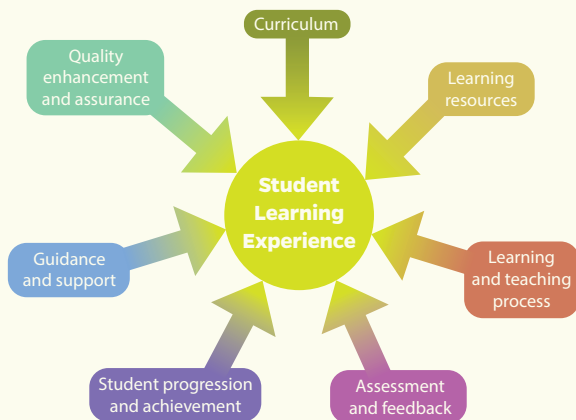 Curriculum
Quality
enhancement
and assurance
Learning
resources
Student
Learning
Experience
Guidance
and support
Learning
and teaching
process
Student progression
and achievement
Assessment
and feedback